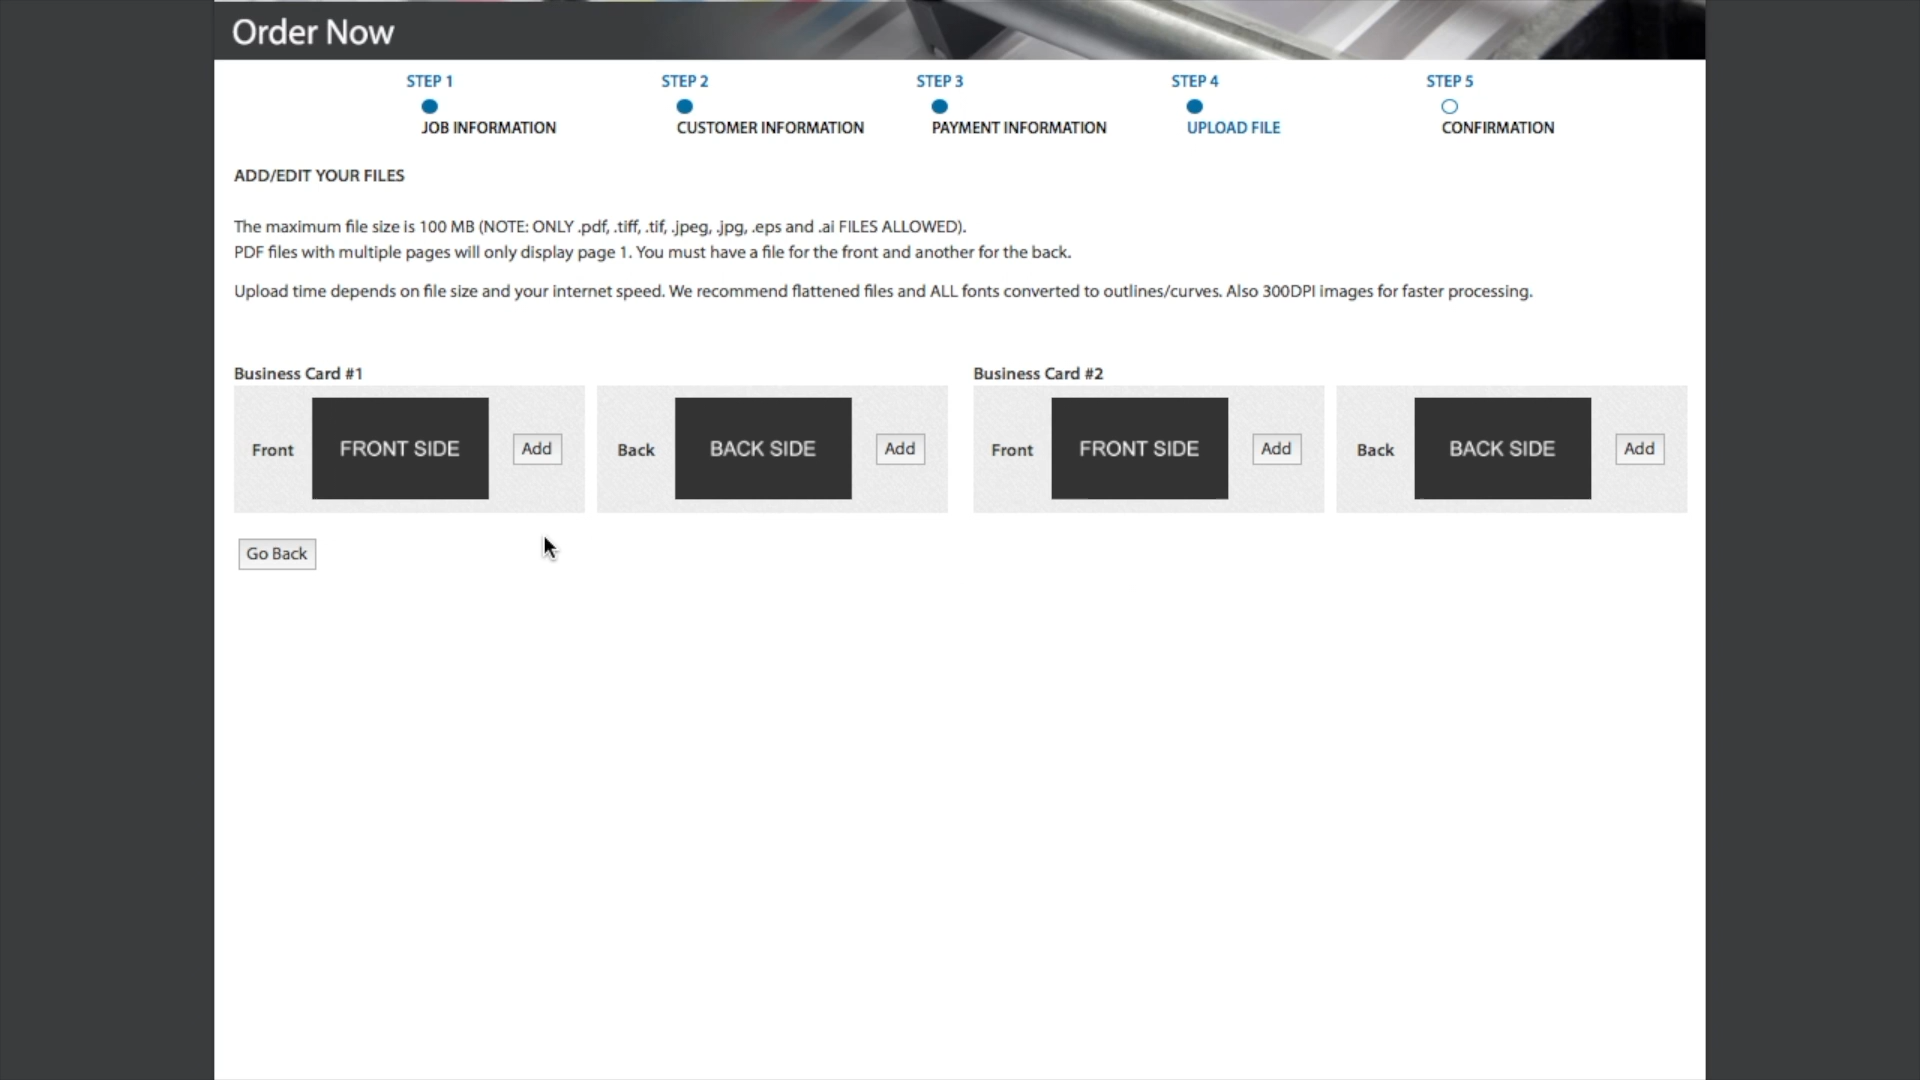 Order Now
STEP 1
STEP 2
STEP 3
STEP 4
STEP 5
JOB INFORMATION
CUSTOMER INFORMATION
PAYMENT INFORMATION
UPLOAD FILE
CONFIRMATION
ADD/EDIT YOUR FILES
The maximum file size is 100 MB (NOTE: ONLY .pdf, .tiff, .tif, .jpeg, .jpg, .eps and .ai FILES ALLOWED).
PDF files with multiple pages will only display page 1. You must have a file for the front and another for the back.
Upload time depends on file size and your internet speed. We recommend flattened files and ALL fonts converted to outlines/curves. Also 300DPI images for faster processing.
Business Card #1
Front
FRONT SIDE
Add
Back
BACK SIDE
Add
Business Card #2
Front
FRONT SIDE
Add
Back
BACK SIDE
Add
Go Back